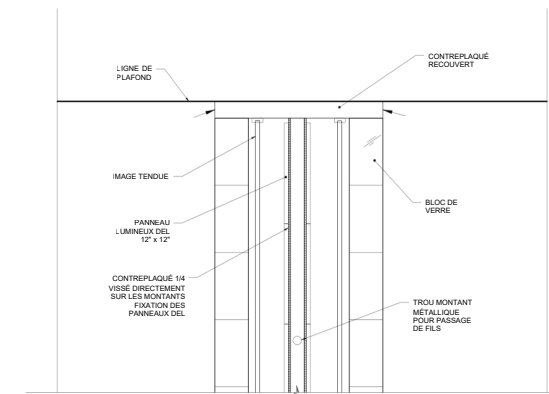 LIGNE DE
PLAFOND
IMAGE TENDUE
PANNEAU
LUMINEUX DEL
12" x 12"
CONTREPLAQUÉ 1/4
VISSÉ DIRECTEMENT
SUR LES MONTANTS
FIXATION DES
PANNEAUX DEL
CONTREPLAQUÉ
RECOUVERT
BLOC DE
VERRE
TROU MONTANT
MÉTALLIQUE
POUR PASSAGE
DE FILS